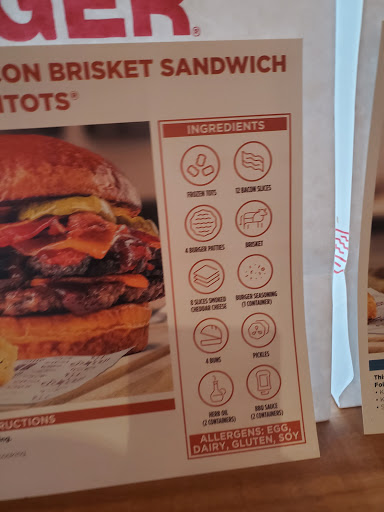 GER®
ON BRISKET SANDWICH
TOTS®
INGREDIENTS
FROZEN TOTS
12 BACON SLICES
4 BURGER PATTIES
BRISKET
8 SLICES SMOKED
CHEDDAR CHEESE
BURGER SEASONING
(1 CONTAINER)
4 BUNS
PICKLES
HERB OIL
(2 CONTAINERS)
BBQ SAUCE
(2 CONTAINERS)
ALLERGENS: EGG,
DAIRY, GLUTEN, SOY
RUCTIONS
Thi
Fol